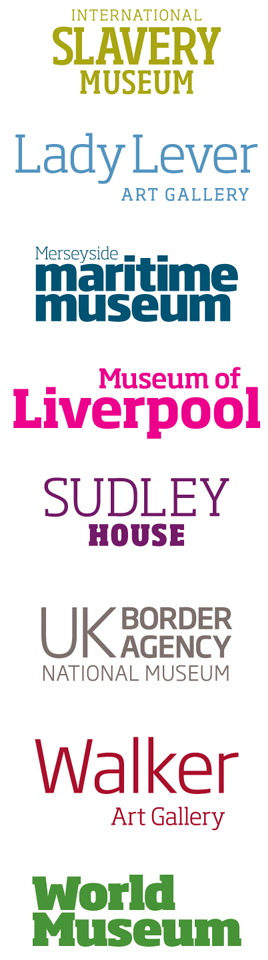 INTERNATIONAL
SLAVERY
MUSEUM
Lady Lever
ART GALLERY
Merseyside
maritime
museum
Museum of
Liverpool
SUDLEY
HOUSE
UK BORDER
AGENCY
NATIONAL MUSEUM
Walker
Art Gallery
World
Museum